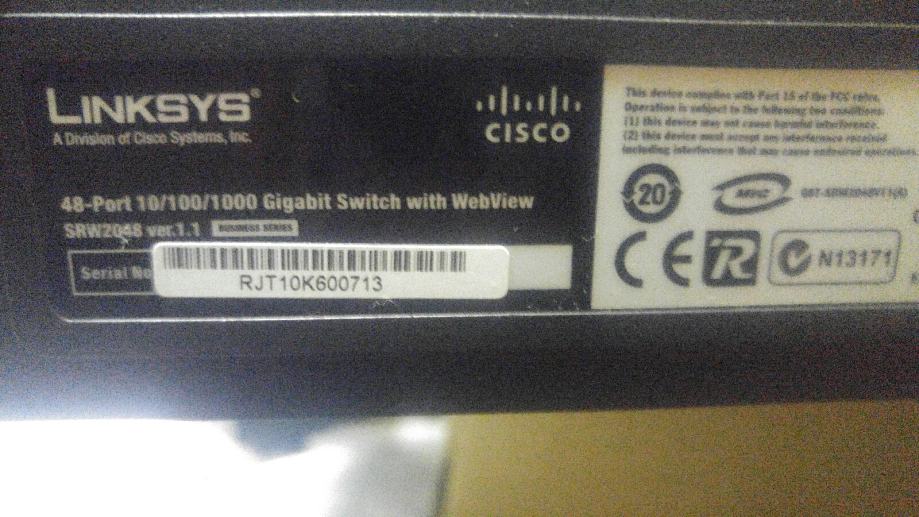 LINKSYS®
A Division of Cisco Systems, Inc.
CISCO
48-Port 10/100/1000 Gigabit Switch with WebView
SRW2048 ver.1.1 BUSINESS SERIES
Serial No
RJT10K600713
This device complies with Part 15 of the FCC rules.
Operation is subject to the following two conditions:
(1) this device may not cause harmful interference.
(2) this device must accept any interference received
including interference that may cause undesired operations.
20
CE
R
N13171